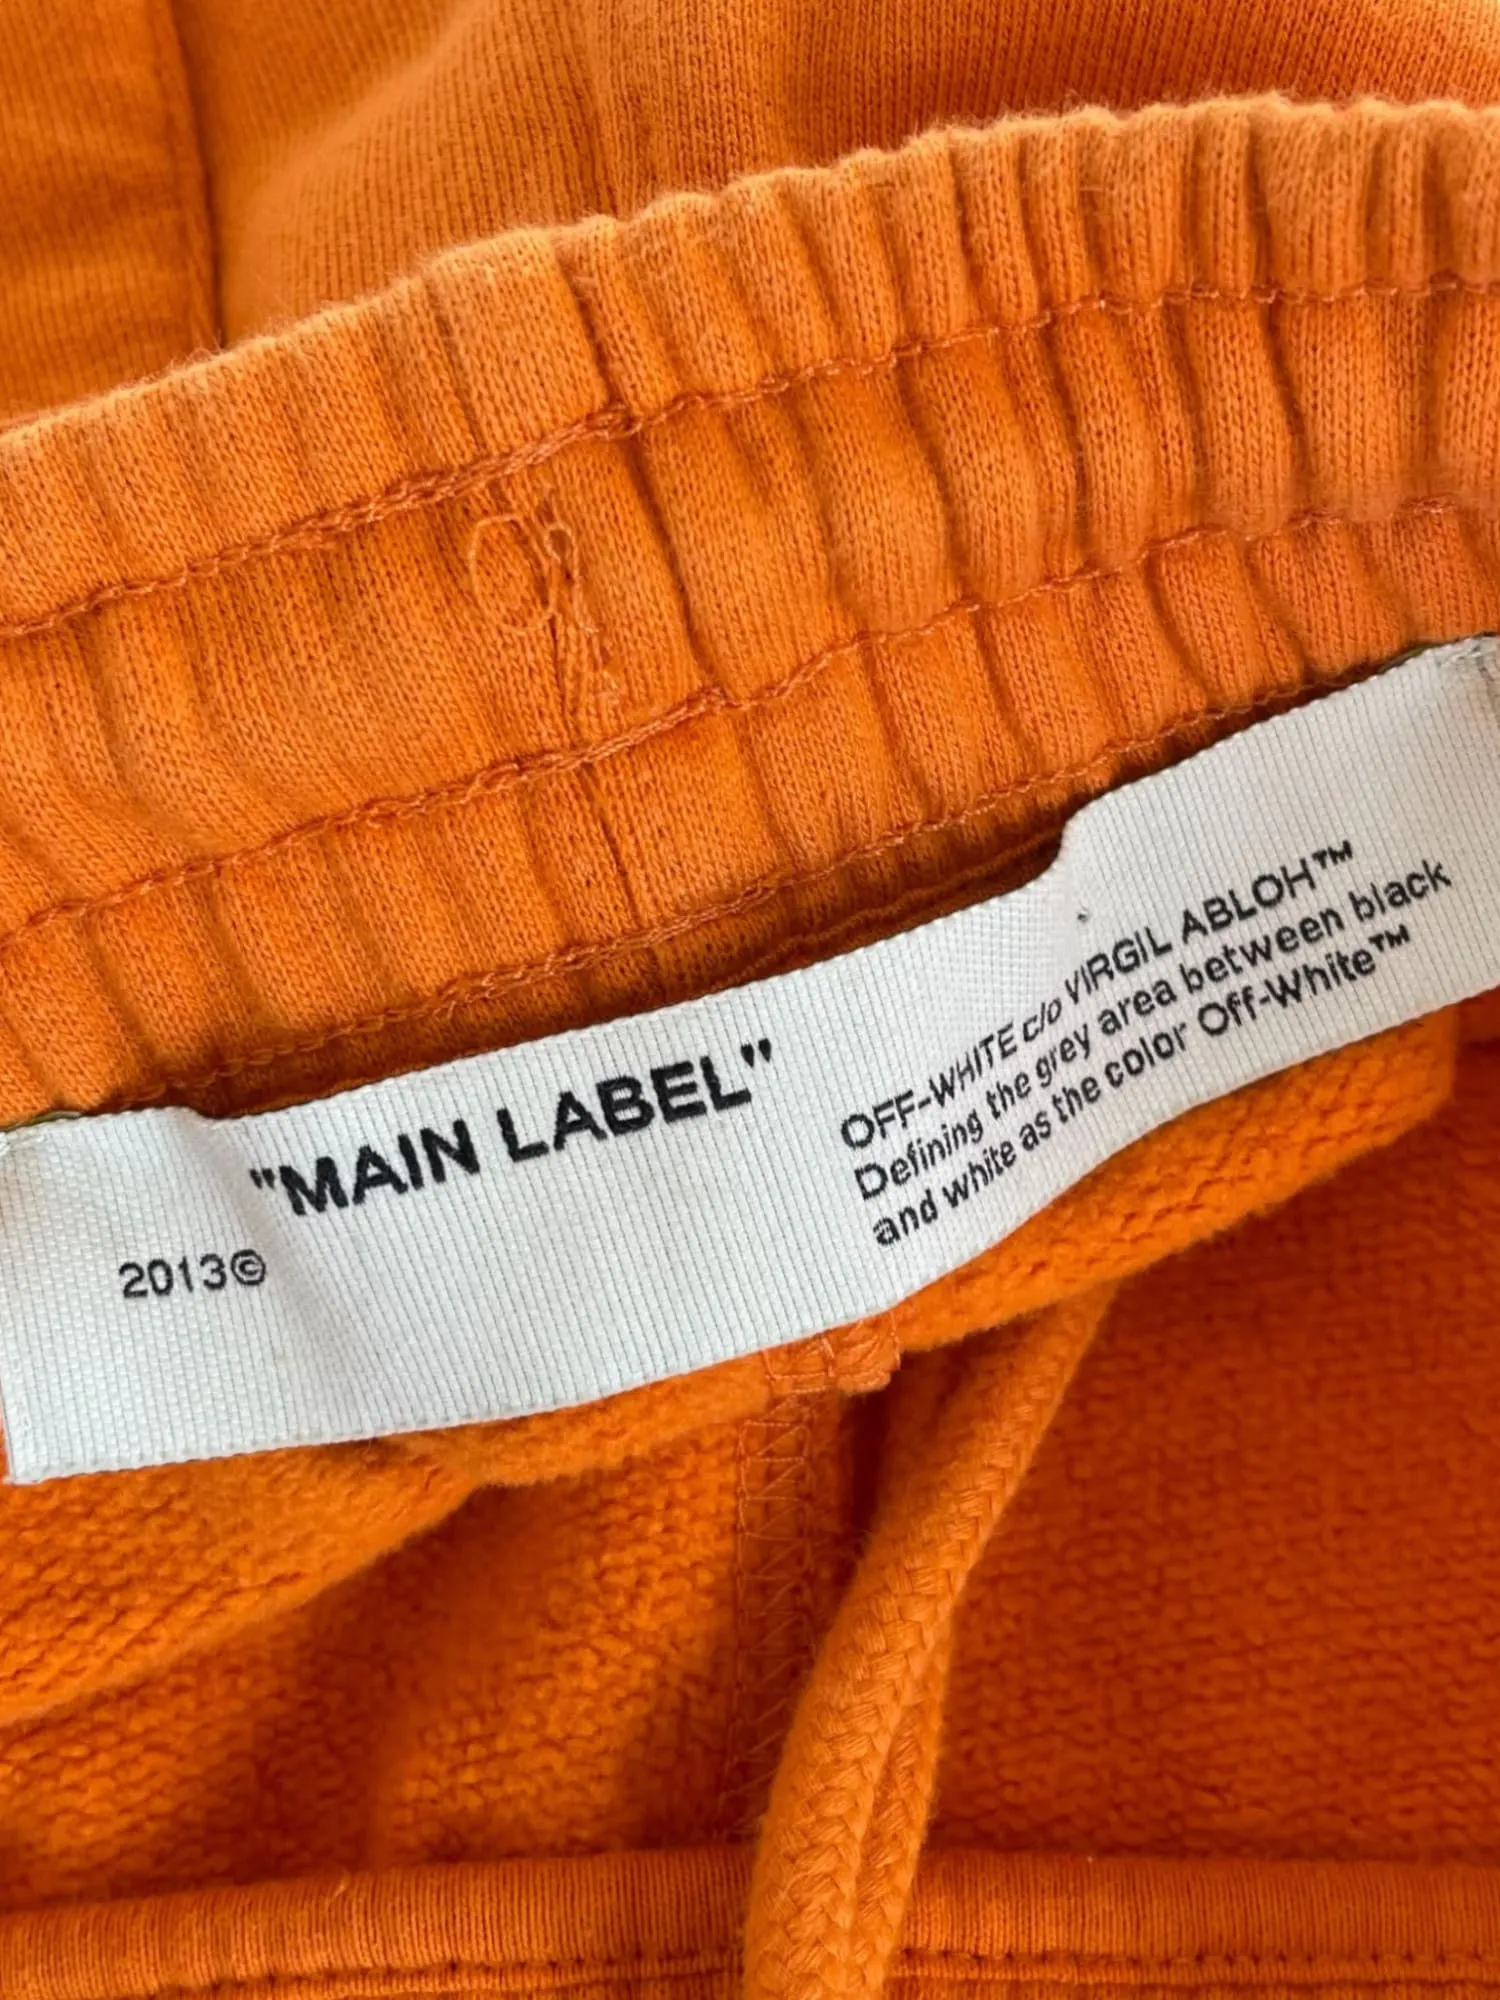 "MAIN LABEL"
2013©
OFF-WHITE c/o VIRGIL ABLOH™
Defining the grey area between black
and white as the color Off-White™